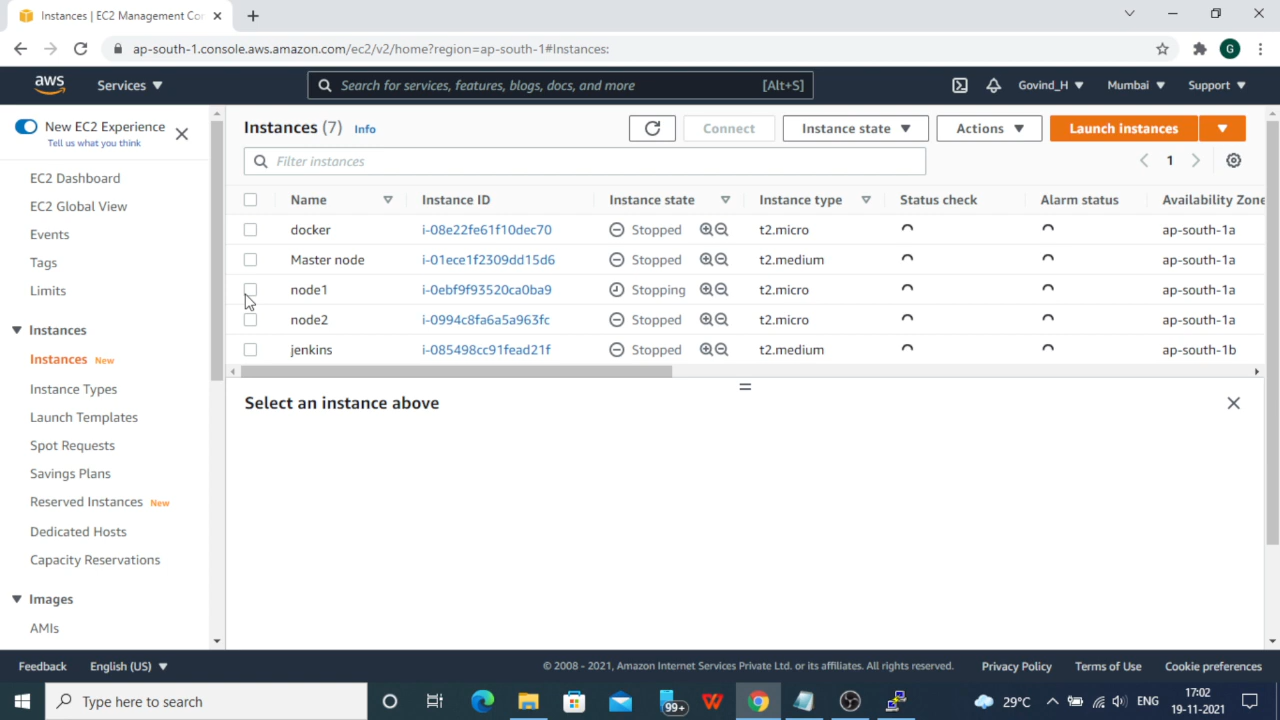 Instances | EC2 Management Co
ap-south-1.console.aws.amazon.com/ec2/v2/home?region=ap-south-1#Instances:
G
aws
Services
Search for services, features, blogs, docs, and more
[Alt+S]
Govind_H
Mumbai
Support
New EC2 Experience
Tell us what you think
EC2 Dashboard
EC2 Global View
Events
Tags
Limits
Instances
Instances New
Instance Types
Launch Templates
Spot Requests
Savings Plans
Reserved Instances New
Dedicated Hosts
Capacity Reservations
Images
AMIs
Instances (7) Info
Connect
Instance state
Actions
Launch instances
Filter instances
1
Name Instance ID Instance state Instance type Status check Alarm status Availability Zone
docker i-08e22fe61f10dec70 Stopped t2.micro ap-south-1a
Master node i-01ece1f2309dd15d6 Stopped t2.medium ap-south-1a
node1 i-0ebf9f93520ca0ba9 Stopping t2.micro ap-south-1a
node2 i-0994c8fa6a5a963fc Stopped t2.micro ap-south-1a
jenkins i-085498cc91fead21f Stopped t2.medium ap-south-1b
Select an instance above
Feedback
English (US)
© 2008 - 2021, Amazon Internet Services Private Ltd. or its affiliates. All rights reserved.
Privacy Policy
Terms of Use
Cookie preferences
Type here to search
99+
29°C
ENG
17:02
19-11-2021